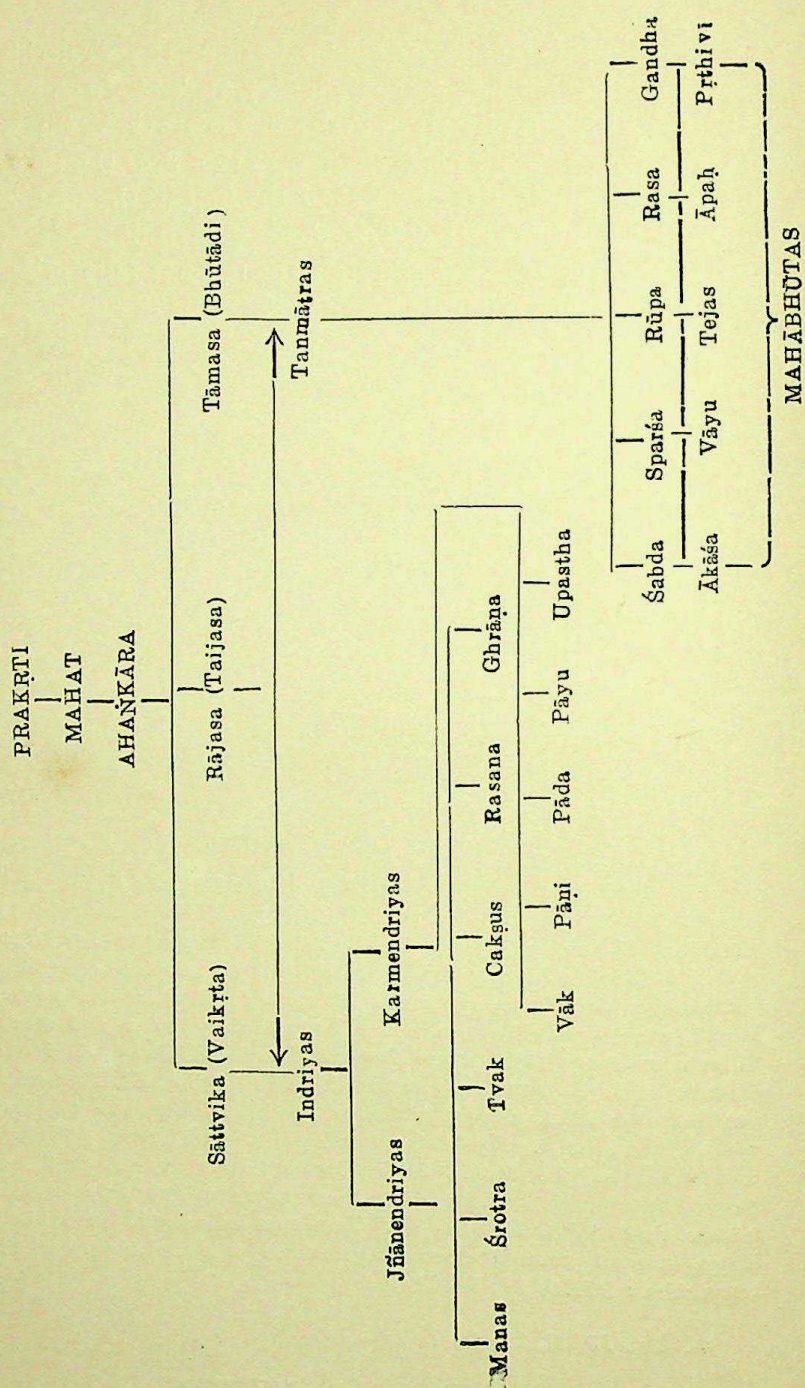 PRAKṚTI
MAHAT
AHAṄKĀRA
Sāttvika (Vaikṛta) Rājasa (Taijasa) Tāmasa (Bhūtādi)
Indriyas Tanmātras
Jñānendriyas Karmendriyas
Manas Śrotra Tvak Cakṣus Rasana Ghrāṇa
Vāk Pāṇi Pāda Pāyu Upastha
Śabda Sparśa Rūpa Rasa Gandha
Ākāśa Vāyu Tejas Āpaḥ Pṛthivī
MAHĀBHŪTAS